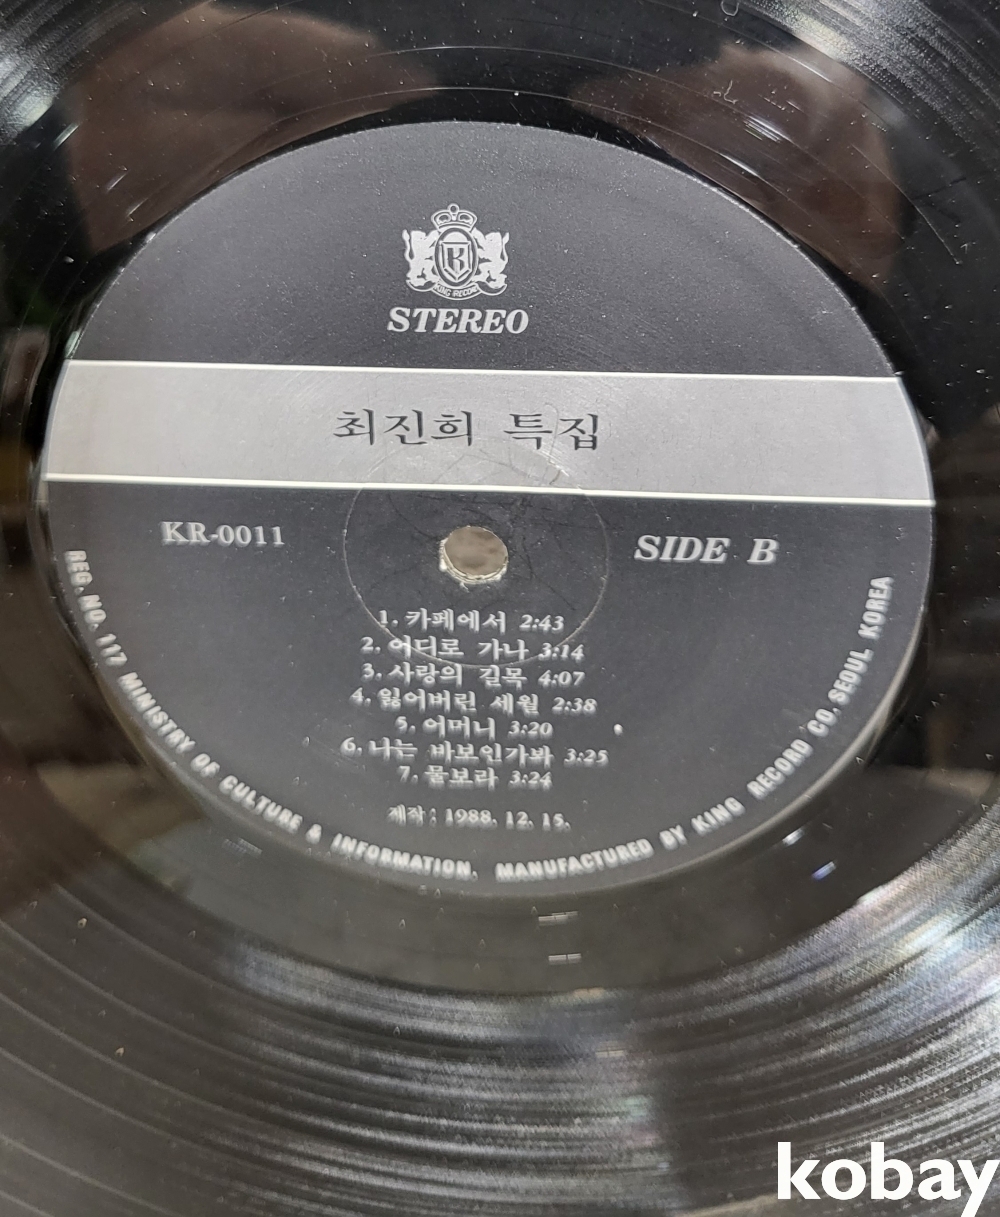 K
KING RECORD
STEREO
최진희 특집
KR-0011
SIDE B
1. 카페에서 2:43
2. 어디로 가나 3:14
3. 사랑의 길목 4:07
4. 잃어버린 세월 2:38
5. 어머니 3:20
6. 나는 바보인가봐 3:25
7. 물보라 3:24
제작: 1988. 12. 15.
REG. NO. 117 MINISTRY OF CULTURE & INFORMATION. MANUFACTURED BY KING RECORD CO. SEOUL KOREA
kobay